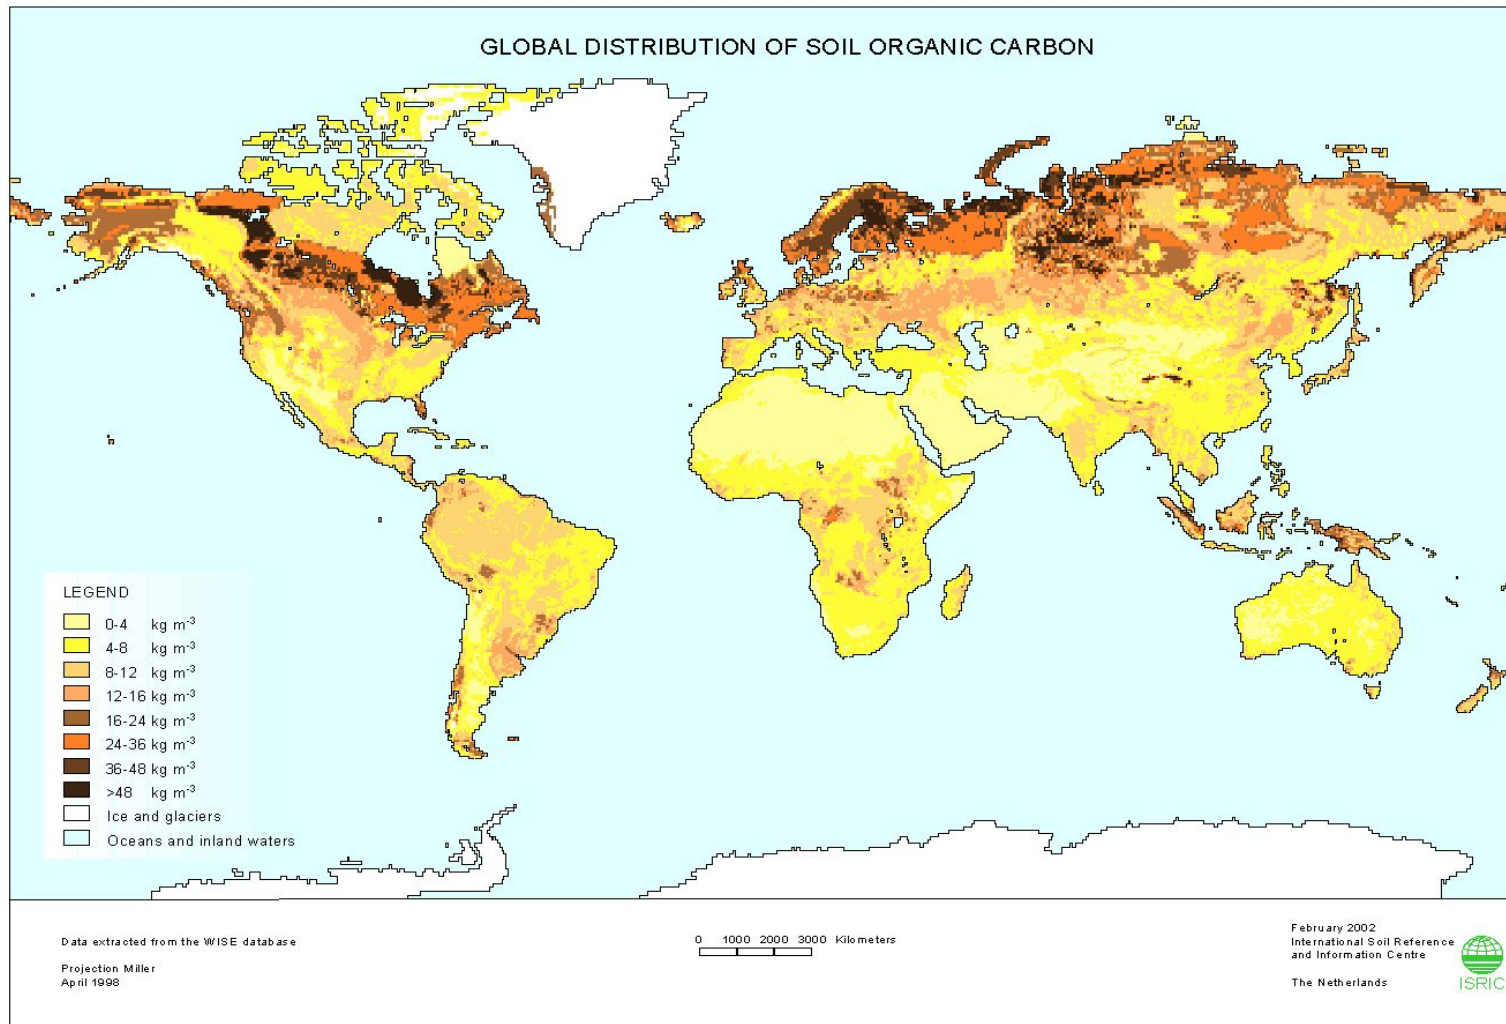 GLOBAL DISTRIBUTION OF SOIL ORGANIC CARBON
LEGEND
0-4 kg m-3
4-8 kg m-3
8-12 kg m-3
12-16 kg m-3
16-24 kg m-3
24-36 kg m-3
36-48 kg m-3
>48 kg m-3
Ice and glaciers
Oceans and inland waters
Data extracted from the WISE database
Projection Miller
April 1998
0 1000 2000 3000 Kilometers
February 2002
International Soil Reference
and Information Centre
The Netherlands
ISRIC